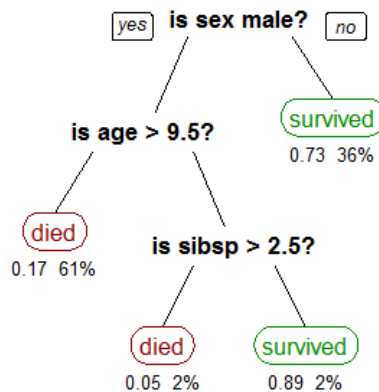 yes is sex male? no
survived
0.73 36%
is age > 9.5?
died
0.17 61%
is sibsp > 2.5?
died survived
0.05 2% 0.89 2%